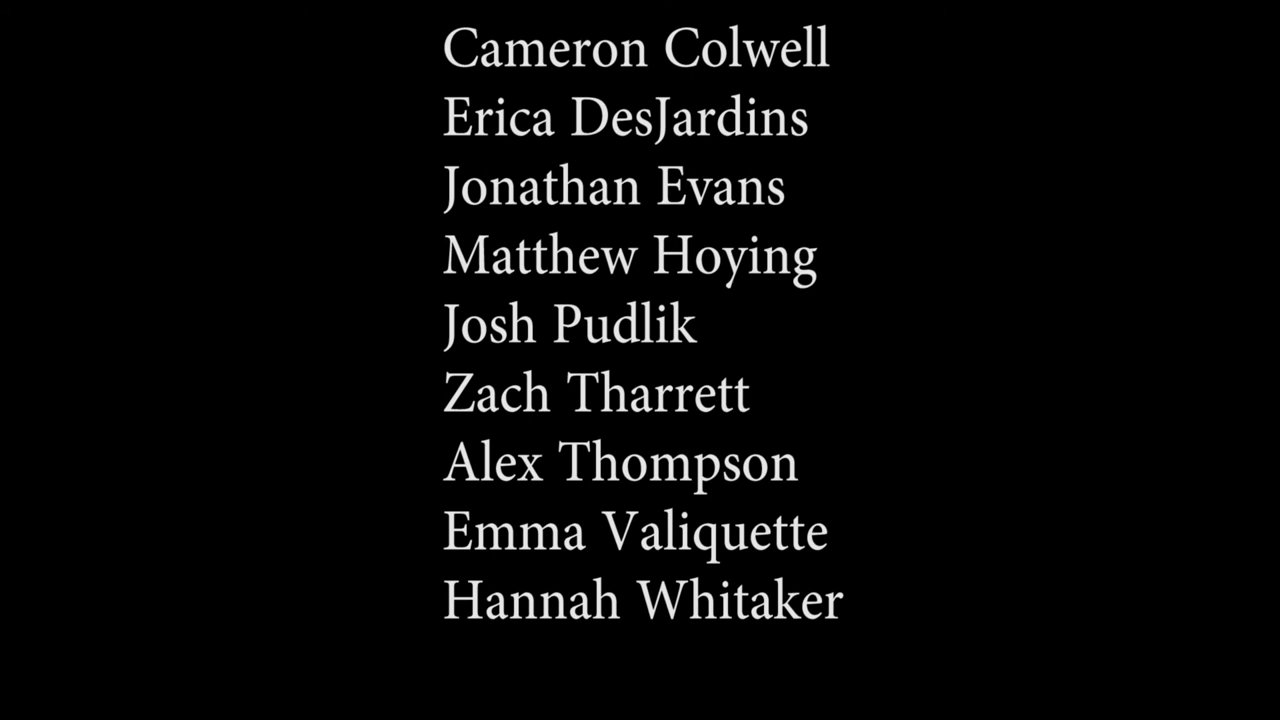 Cameron Colwell
Erica DesJardins
Jonathan Evans
Matthew Hoying
Josh Pudlik
Zach Tharrett
Alex Thompson
Emma Valiquette
Hannah Whitaker